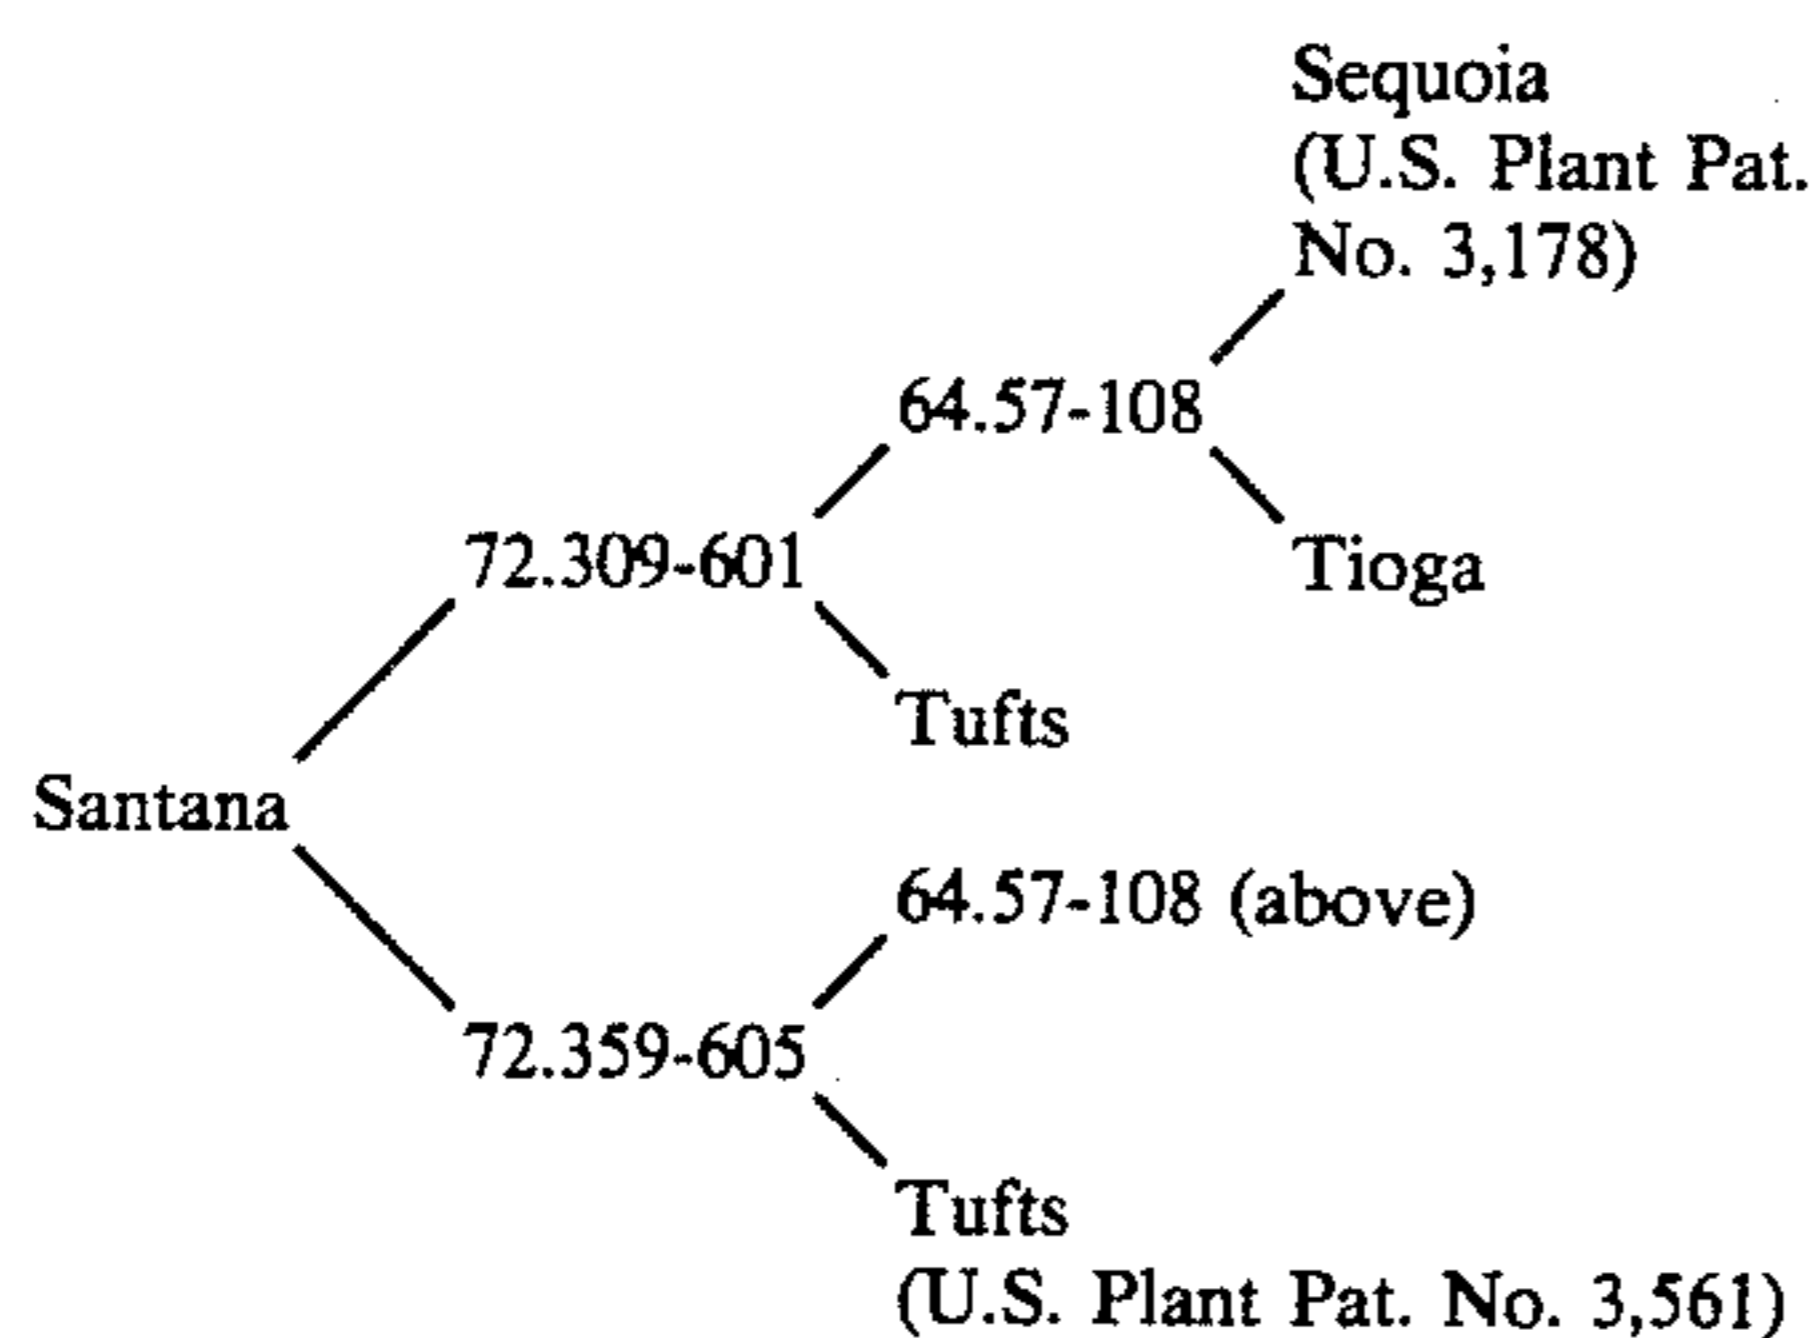 Sequoia
(U.S. Plant Pat.
No. 3,178)
64.57-108
72.309-601
Tioga
Tufts
Santana
64.57-108 (above)
72.359-605
Tufts
(U.S. Plant Pat. No. 3,561)